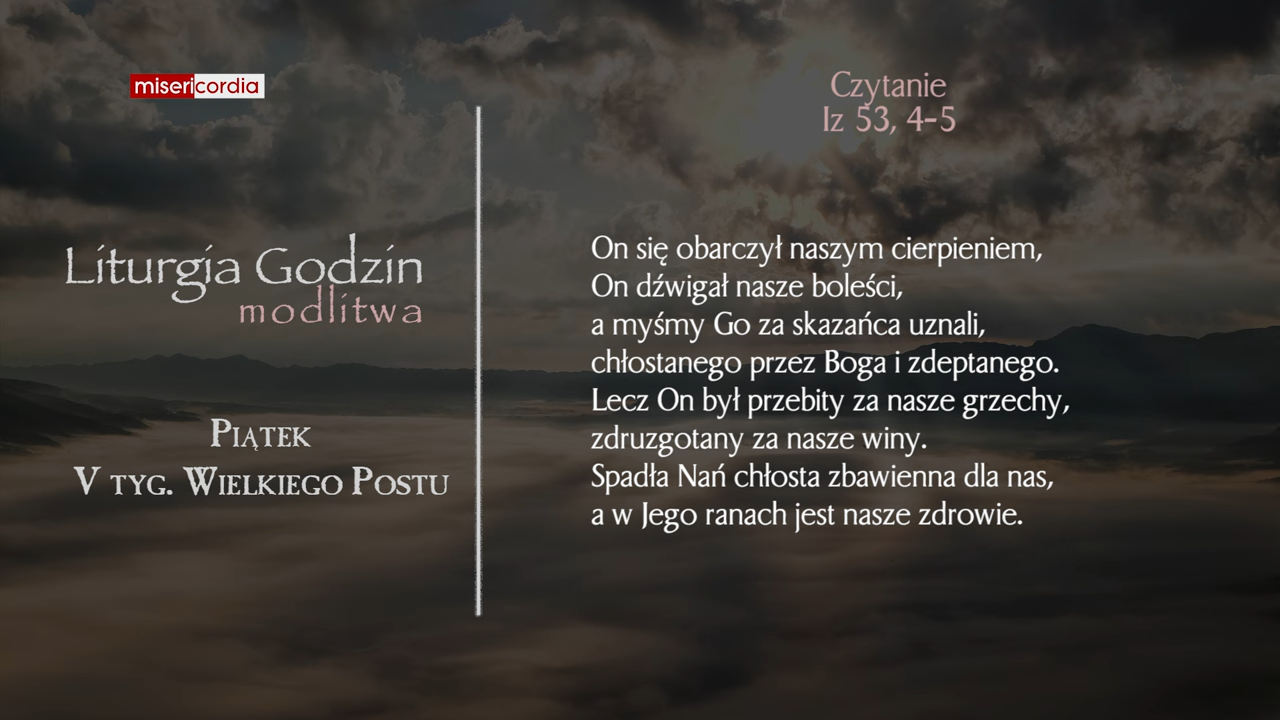 misericordia
Liturgia Godzin
modlitwa
Piątek
V tyg. Wielkiego Postu
Czytanie
Iz 53, 4-5
On się obarczył naszym cierpieniem,
On dźwigał nasze boleści,
a myśmy Go za skazańca uznali,
chłostanego przez Boga i zdeptanego.
Lecz On był przebity za nasze grzechy,
zdruzgotany za nasze winy.
Spadła Nań chłosta zbawienna dla nas,
a w Jego ranach jest nasze zdrowie.